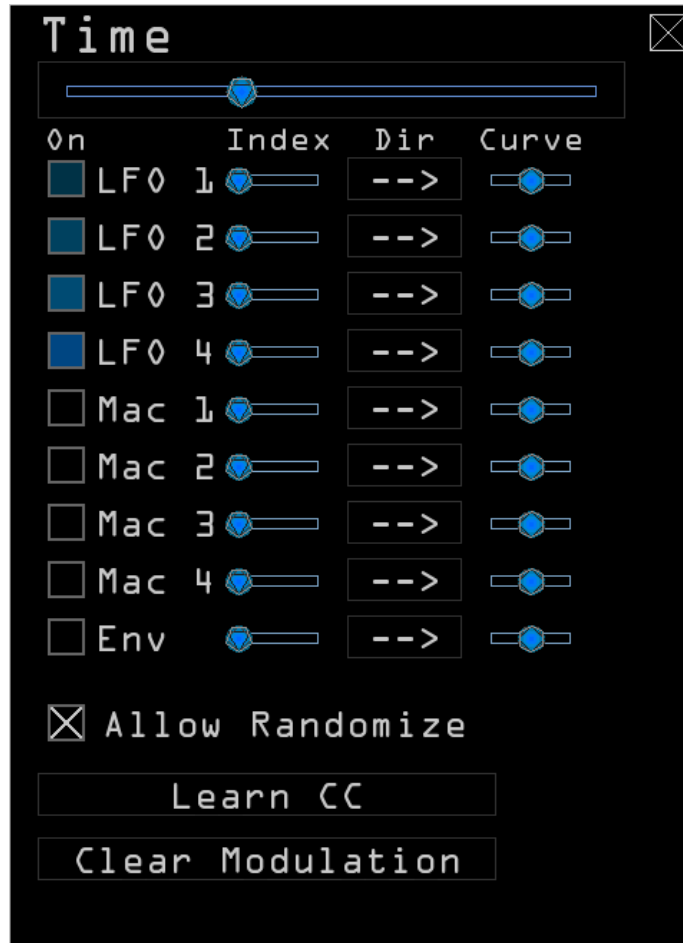 Time
On Index Dir Curve
LFO 1 -->
LFO 2 -->
LFO 3 -->
LFO 4 -->
Mac 1 -->
Mac 2 -->
Mac 3 -->
Mac 4 -->
Env -->
Allow Randomize
Learn CC
Clear Modulation